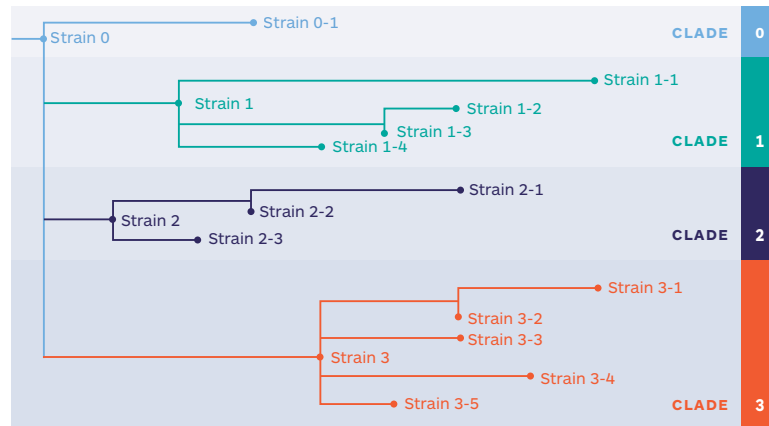 Strain 0-1
Strain 0
CLADE 0
Strain 1-1
Strain 1
Strain 1-2
Strain 1-3
Strain 1-4
CLADE 1
Strain 2-1
Strain 2-2
Strain 2
Strain 2-3
CLADE 2
Strain 3-1
Strain 3-2
Strain 3-3
Strain 3
Strain 3-4
Strain 3-5
CLADE 3